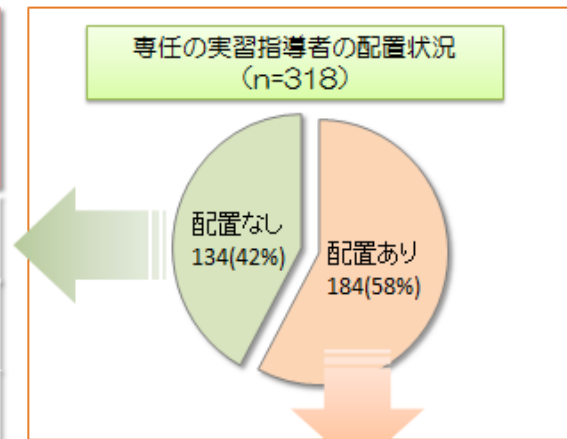 専任の実習指導者の配置状況
（n=318）
配置なし
134(42%)
配置あり
184(58%)